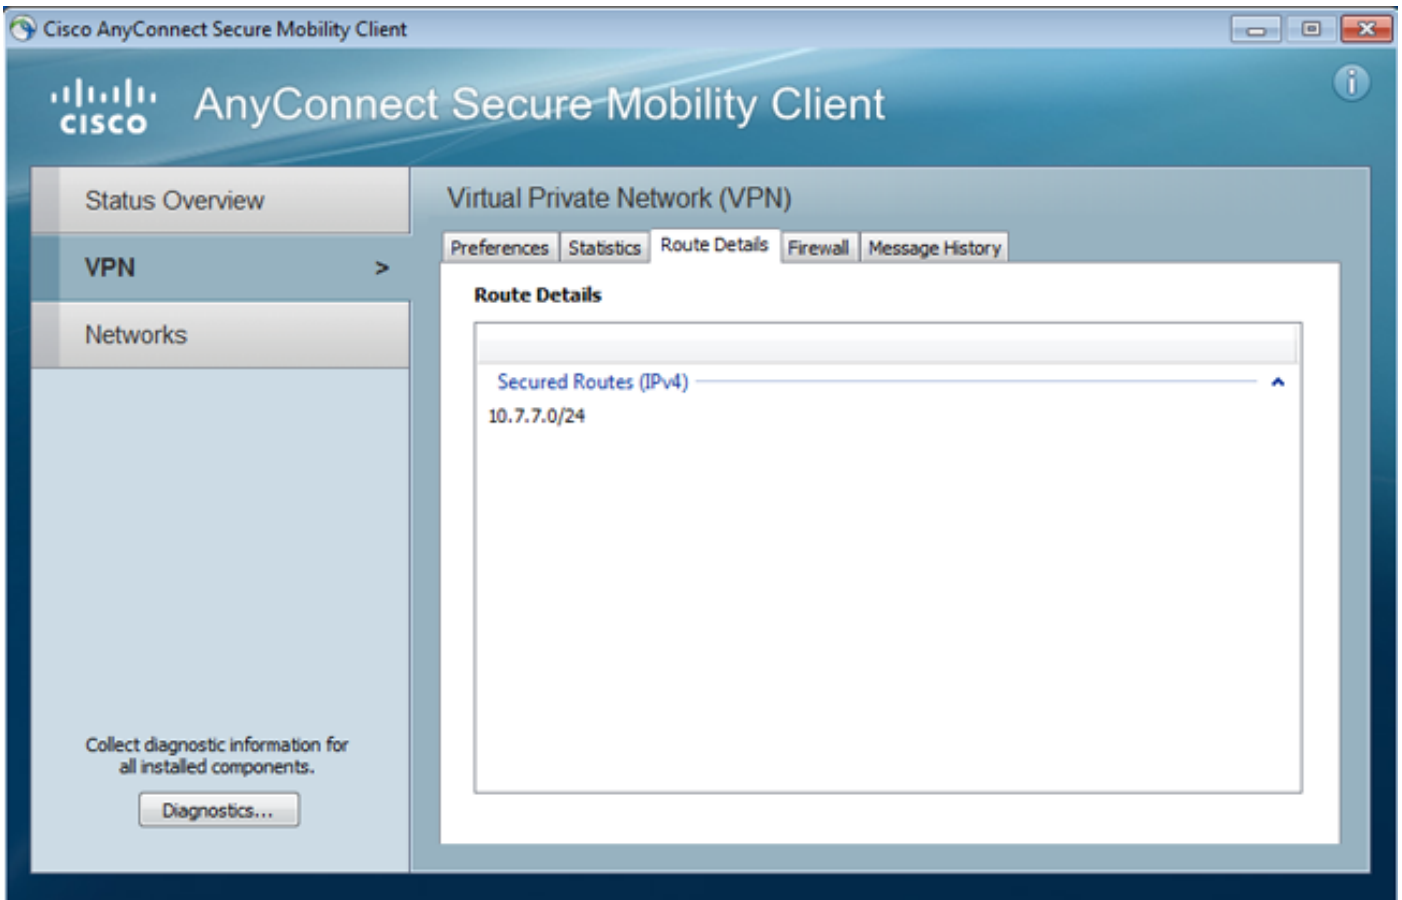 Cisco AnyConnect Secure Mobility Client
CISCO
AnyConnect Secure Mobility Client
i
Status Overview
VPN >
Networks
Collect diagnostic information for
all installed components.
Diagnostics...
Virtual Private Network (VPN)
Preferences Statistics Route Details Firewall Message History
Route Details
Secured Routes (IPv4)
10.7.7.0/24